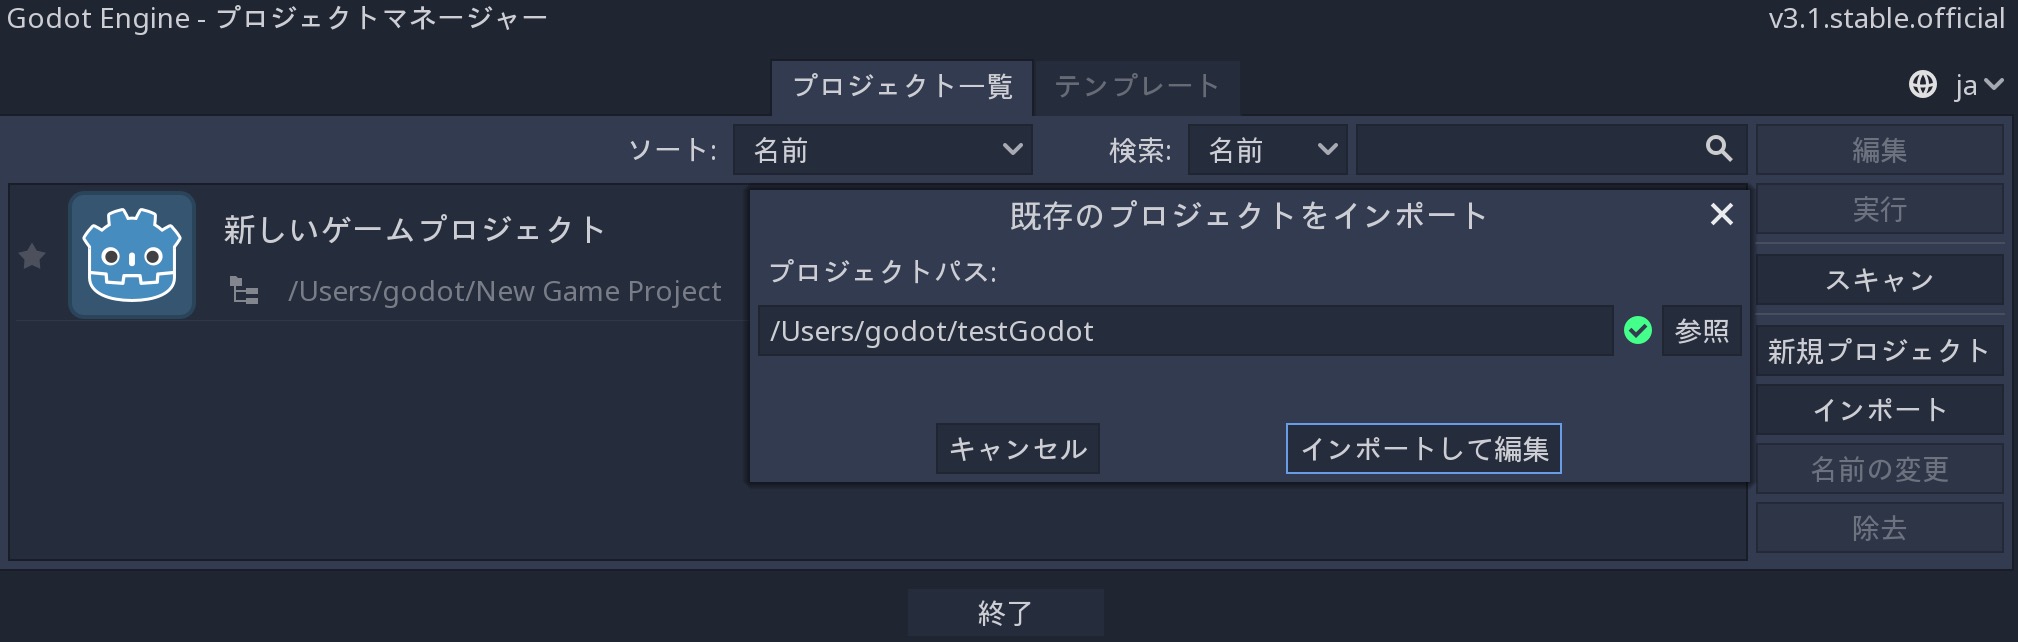 Godot Engine - プロジェクトマネージャー
v3.1.stable.official
プロジェクト一覧
テンプレート
ja
ソート:
名前
検索:
名前
編集
新しいゲームプロジェクト
/Users/godot/New Game Project
既存のプロジェクトをインポート
プロジェクトパス:
/Users/godot/testGodot
参照
キャンセル
インポートして編集
実行
スキャン
新規プロジェクト
インポート
名前の変更
除去
終了